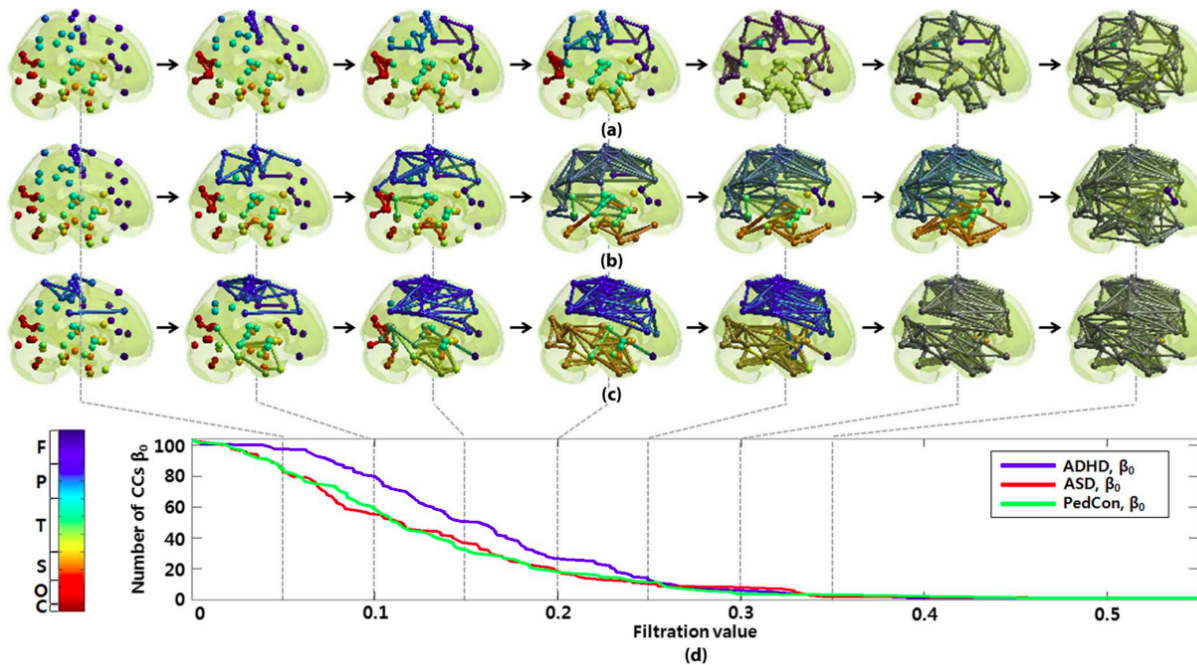 (a)
(b)
(c)
F
P
T
S
O
C
Number of CCs β0
100
80
60
40
20
0
ADHD, β0
ASD, β0
PedCon, β0
0 0.1 0.2 0.3 0.4 0.5
Filtration value
(d)